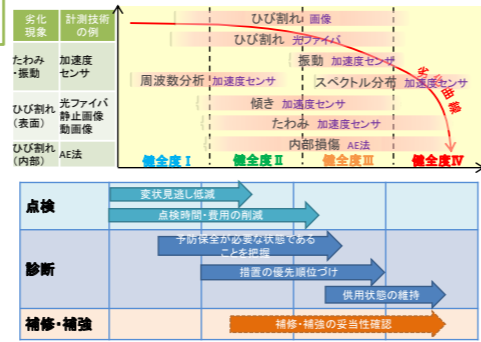 劣化
現象
計測技術
の例
たわみ
・振動
加速度
センサ
ひび割れ
(表面)
光ファイバ
静止画像
動画像
ひび割れ
(内部)
AE法
ひび割れ 画像
ひび割れ 光ファイバ
振動 加速度センサ
周波数分析 加速度センサ
スペクトル分布 加速度センサ
傾き 加速度センサ
たわみ 加速度センサ
内部損傷 AE法
劣化曲線
健全度Ⅰ
健全度Ⅱ
健全度Ⅲ
健全度Ⅳ
点検
変状見逃し低減
点検時間・費用の削減
診断
予防保全が必要な状態である
ことを把握
措置の優先順位づけ
供用状態の維持
補修・補強
補修・補強の妥当性確認